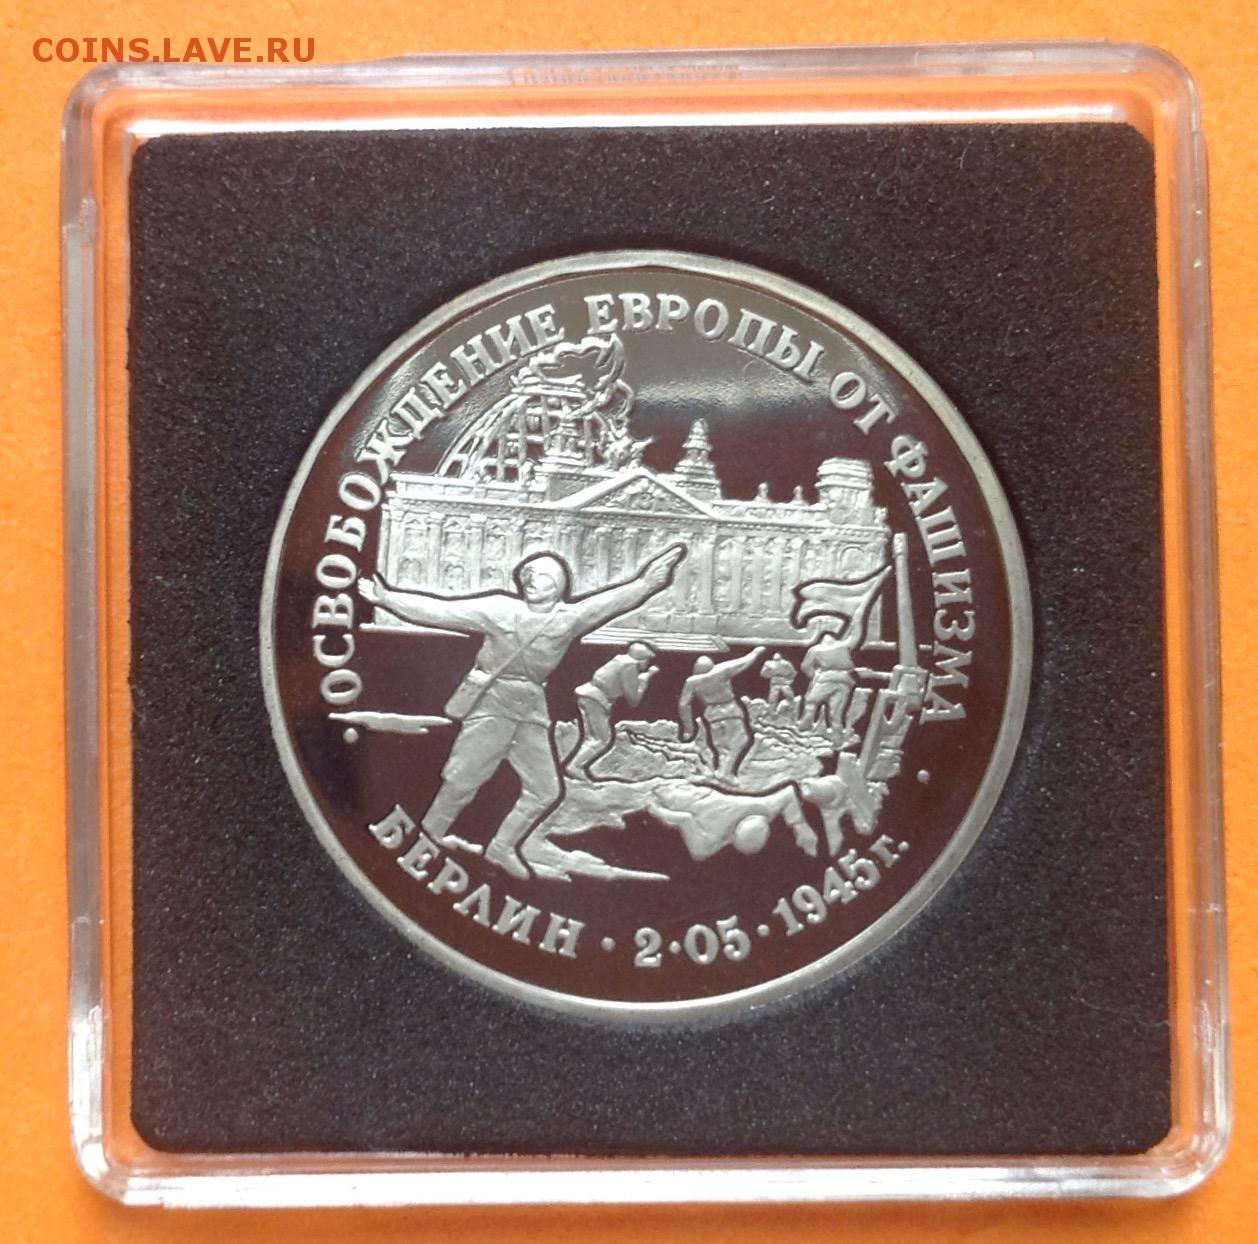 COINS.LAVE.RU
·ОСВОБОЖДЕНИЕ ЕВРОПЫ ОТ ФАШИЗМА·
БЕРЛИН · 2·05·1945г.